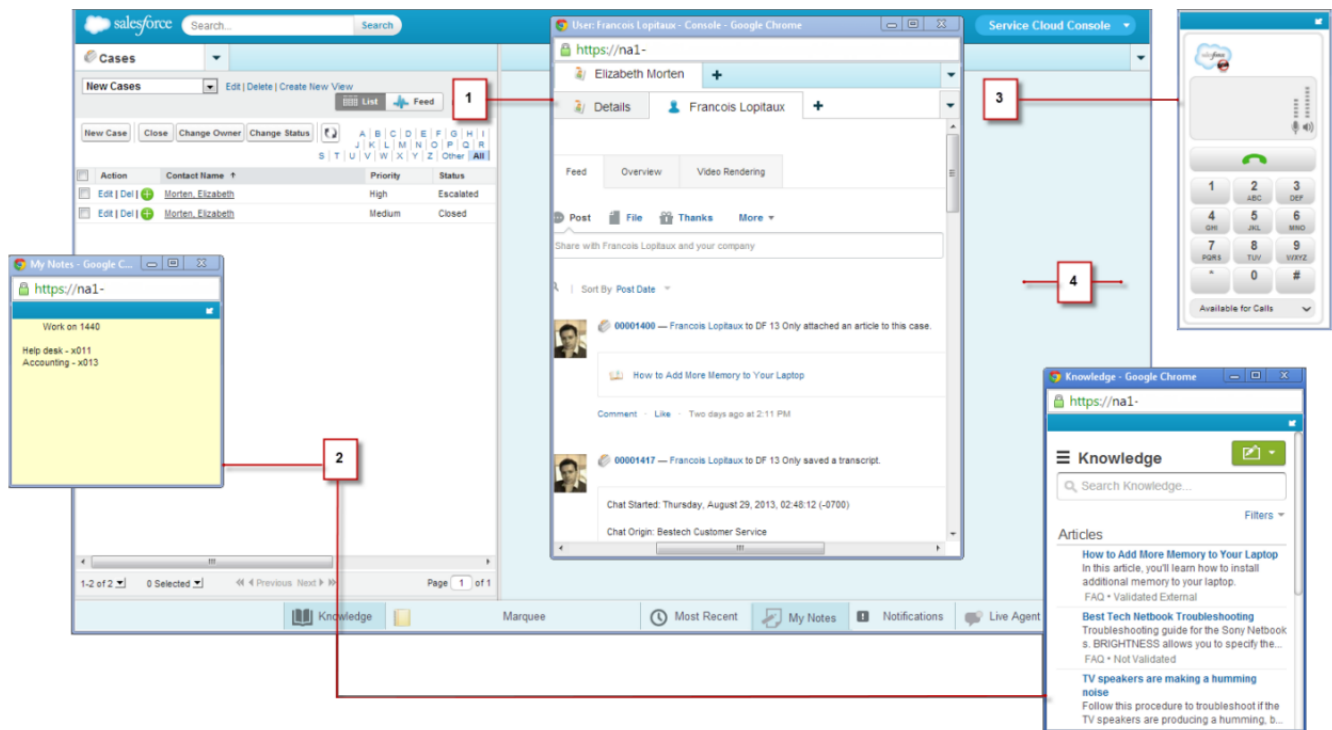 salesforce Search... Search Service Cloud Console
Cases
New Cases Edit | Delete | Create New View
List Feed
New Case Close Change Owner Change Status
A B C D E F G H I
J K L M N O P Q R
S T U V W X Y Z Other All
Action Contact Name Priority Status
Edit | Del | Morten, Elizabeth High Escalated
Edit | Del | Morten, Elizabeth Medium Closed
1-2 of 2 0 Selected Previous Next Page 1 of 1
Knowledge Marquee Most Recent My Notes Notifications Live Agent
1
User: Francois Lopitaux - Console - Google Chrome
https://na1-
Elizabeth Morten +
Details Francois Lopitaux +
Feed Overview Video Rendering
Post File Thanks More
Share with Francois Lopitaux and your company
Sort By Post Date
00001400 — Francois Lopitaux to DF 13 Only attached an article to this case.
How to Add More Memory to Your Laptop
Comment · Like · Two days ago at 2:11 PM
00001417 — Francois Lopitaux to DF 13 Only saved a transcript.
Chat Started: Thursday, August 29, 2013, 02:48:12 (-0700)
Chat Origin: Bestech Customer Service
My Notes - Google C...
https://na1-
Work on 1440
Help desk - x011
Accounting - x013
2
3
salesforce
1 2 3
ABC DEF
4 5 6
GHI JKL MNO
7 8 9
PQRS TUV WXYZ
* 0 #
Available for Calls
4
Knowledge - Google Chrome
https://na1-
Knowledge
Search Knowledge...
Filters
Articles
How to Add More Memory to Your Laptop
In this article, you'll learn how to install
additional memory to your laptop.
FAQ • Validated External
Best Tech Netbook Troubleshooting
Troubleshooting guide for the Sony Netbook
s. BRIGHTNESS allows you to specify the...
FAQ • Not Validated
TV speakers are making a humming
noise
Follow this procedure to troubleshoot if the
TV speakers are producing a humming, b...